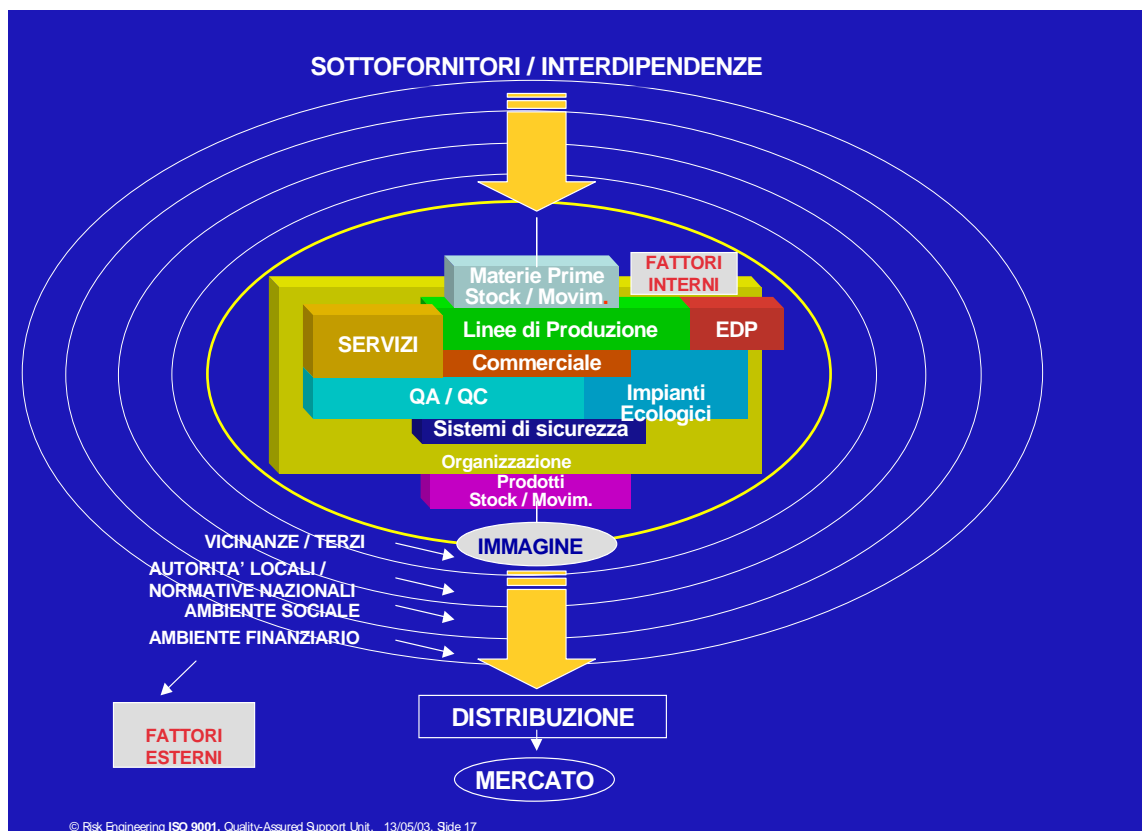 SOTTOFORNITORI / INTERDIPENDENZE
FATTORI
INTERNI
Materie Prime
Stock / Movim.
Linee di Produzione
EDP
SERVIZI
Commerciale
QA / QC
Impianti
Ecologici
Sistemi di sicurezza
Organizzazione
Prodotti
Stock / Movim.
IMMAGINE
VICINANZE / TERZI
AUTORITA' LOCALI /
NORMATIVE NAZIONALI
AMBIENTE SOCIALE
AMBIENTE FINANZIARIO
FATTORI
ESTERNI
DISTRIBUZIONE
MERCATO
© Risk Engineering ISO 9001, Quality-Assured Support Unit, 13/05/03, Slide 17